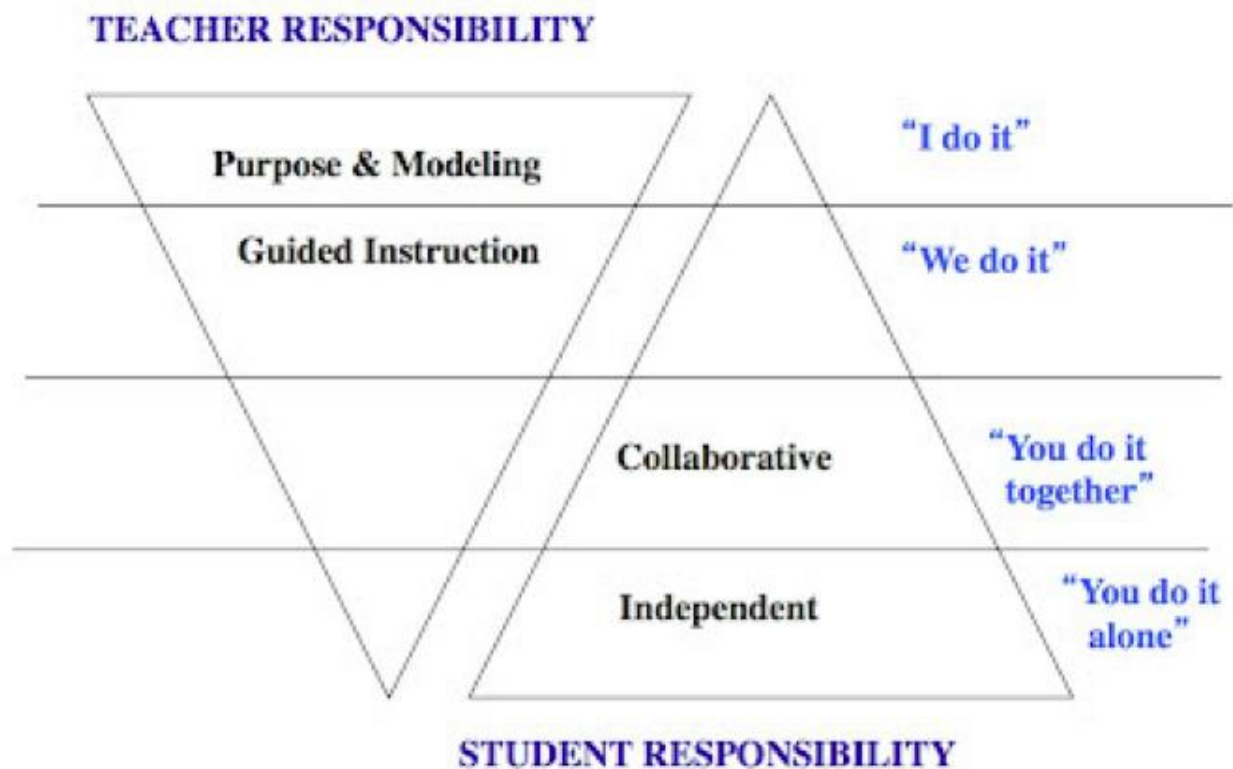 TEACHER RESPONSIBILITY
Purpose & Modeling
“I do it”
Guided Instruction
“We do it”
Collaborative
“You do it
together”
Independent
“You do it
alone”
STUDENT RESPONSIBILITY